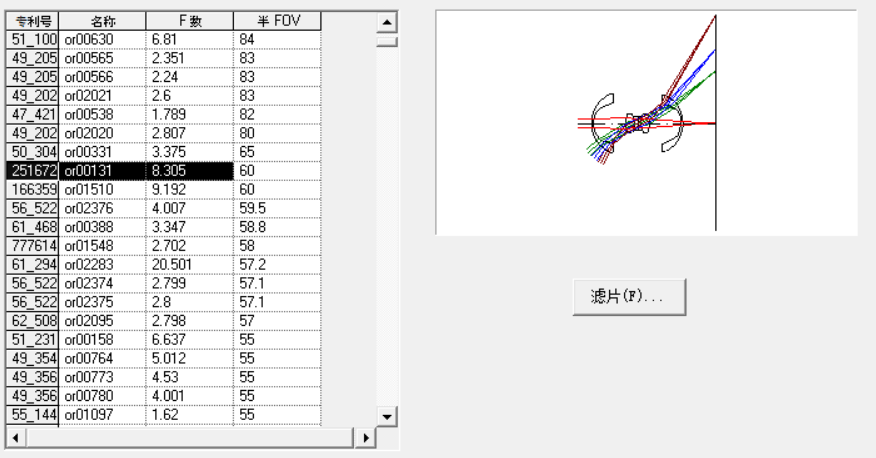 专利号 名称 F 数 半 FOV
51_100 or00630 6.81 84
49_205 or00565 2.351 83
49_205 or00566 2.24 83
49_202 or02021 2.6 83
47_421 or00538 1.789 82
49_202 or02020 2.807 80
50_304 or00331 3.375 65
251672 or00131 8.305 60
166359 or01510 9.192 60
56_522 or02376 4.007 59.5
61_468 or00388 3.347 58.8
777614 or01548 2.702 58
61_294 or02283 20.501 57.2
56_522 or02374 2.799 57.1
56_522 or02375 2.8 57.1
62_508 or02095 2.798 57
51_231 or00158 6.637 55
49_354 or00764 5.012 55
49_356 or00773 4.53 55
49_356 or00780 4.001 55
55_144 or01097 1.62 55
滤片(F)...